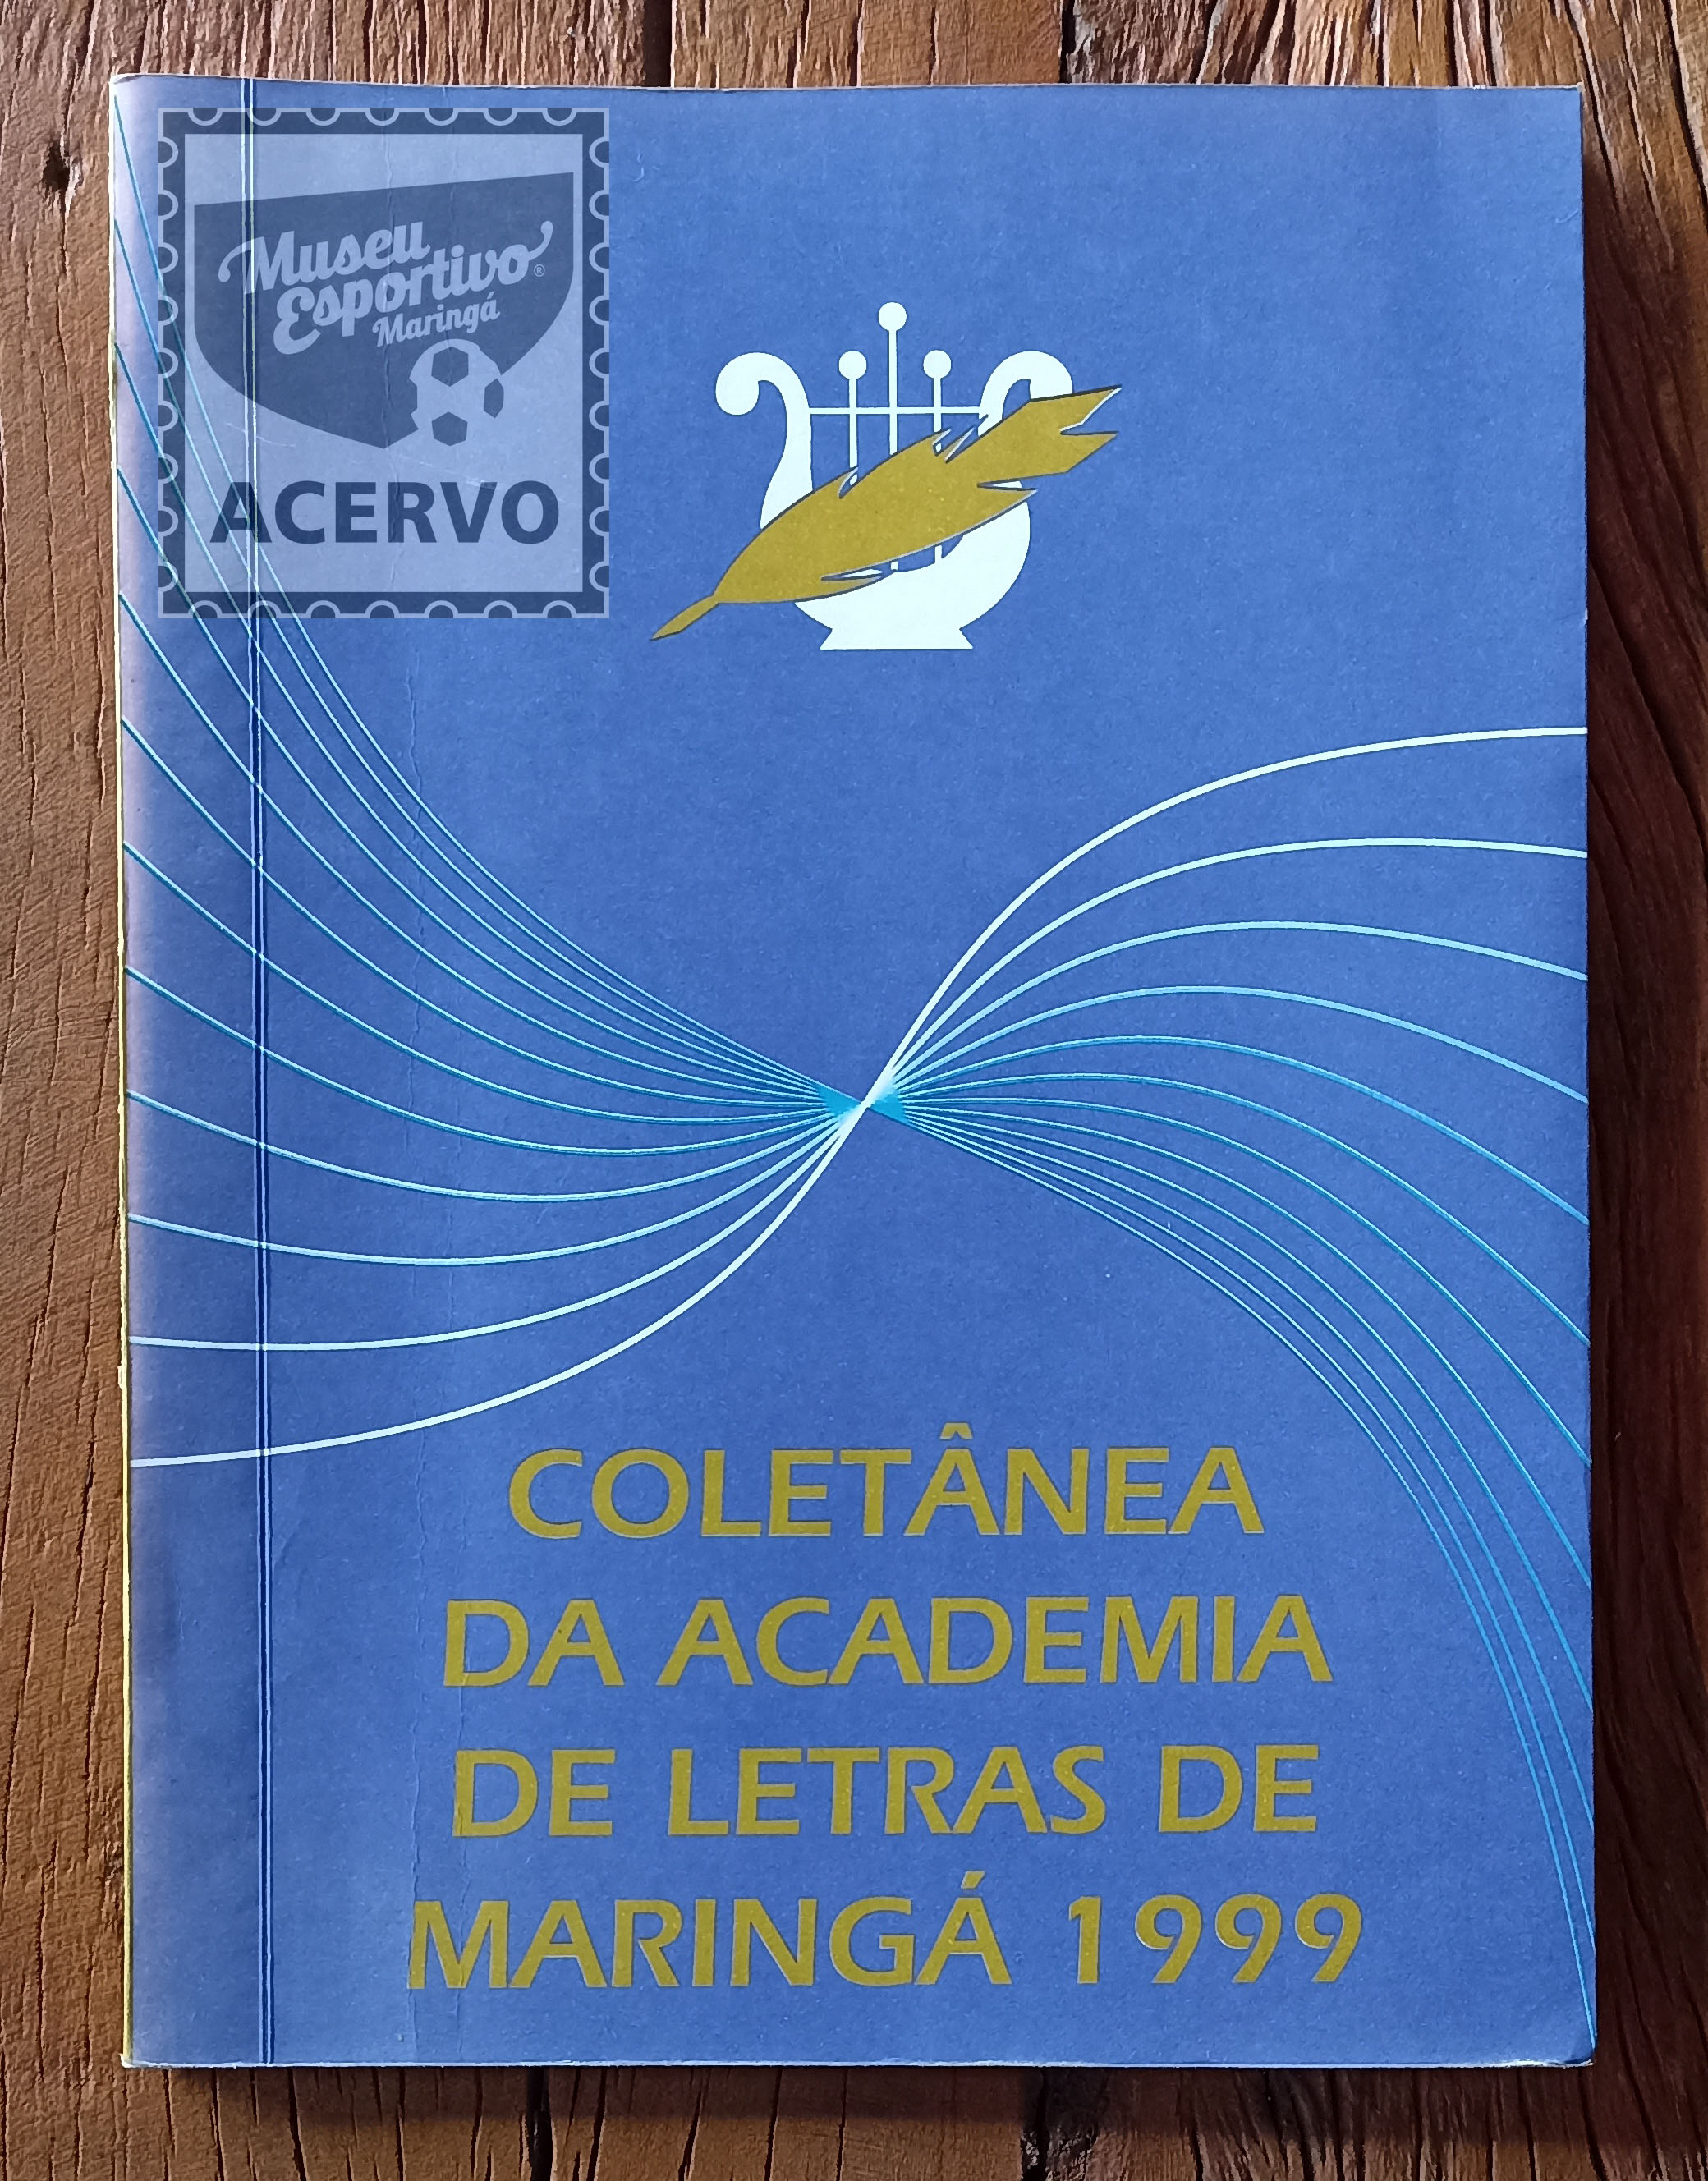 Museu
Esportivo®
Maringá
ACERVO
COLETÂNEA
DA ACADEMIA
DE LETRAS DE
MARINGÁ 1999